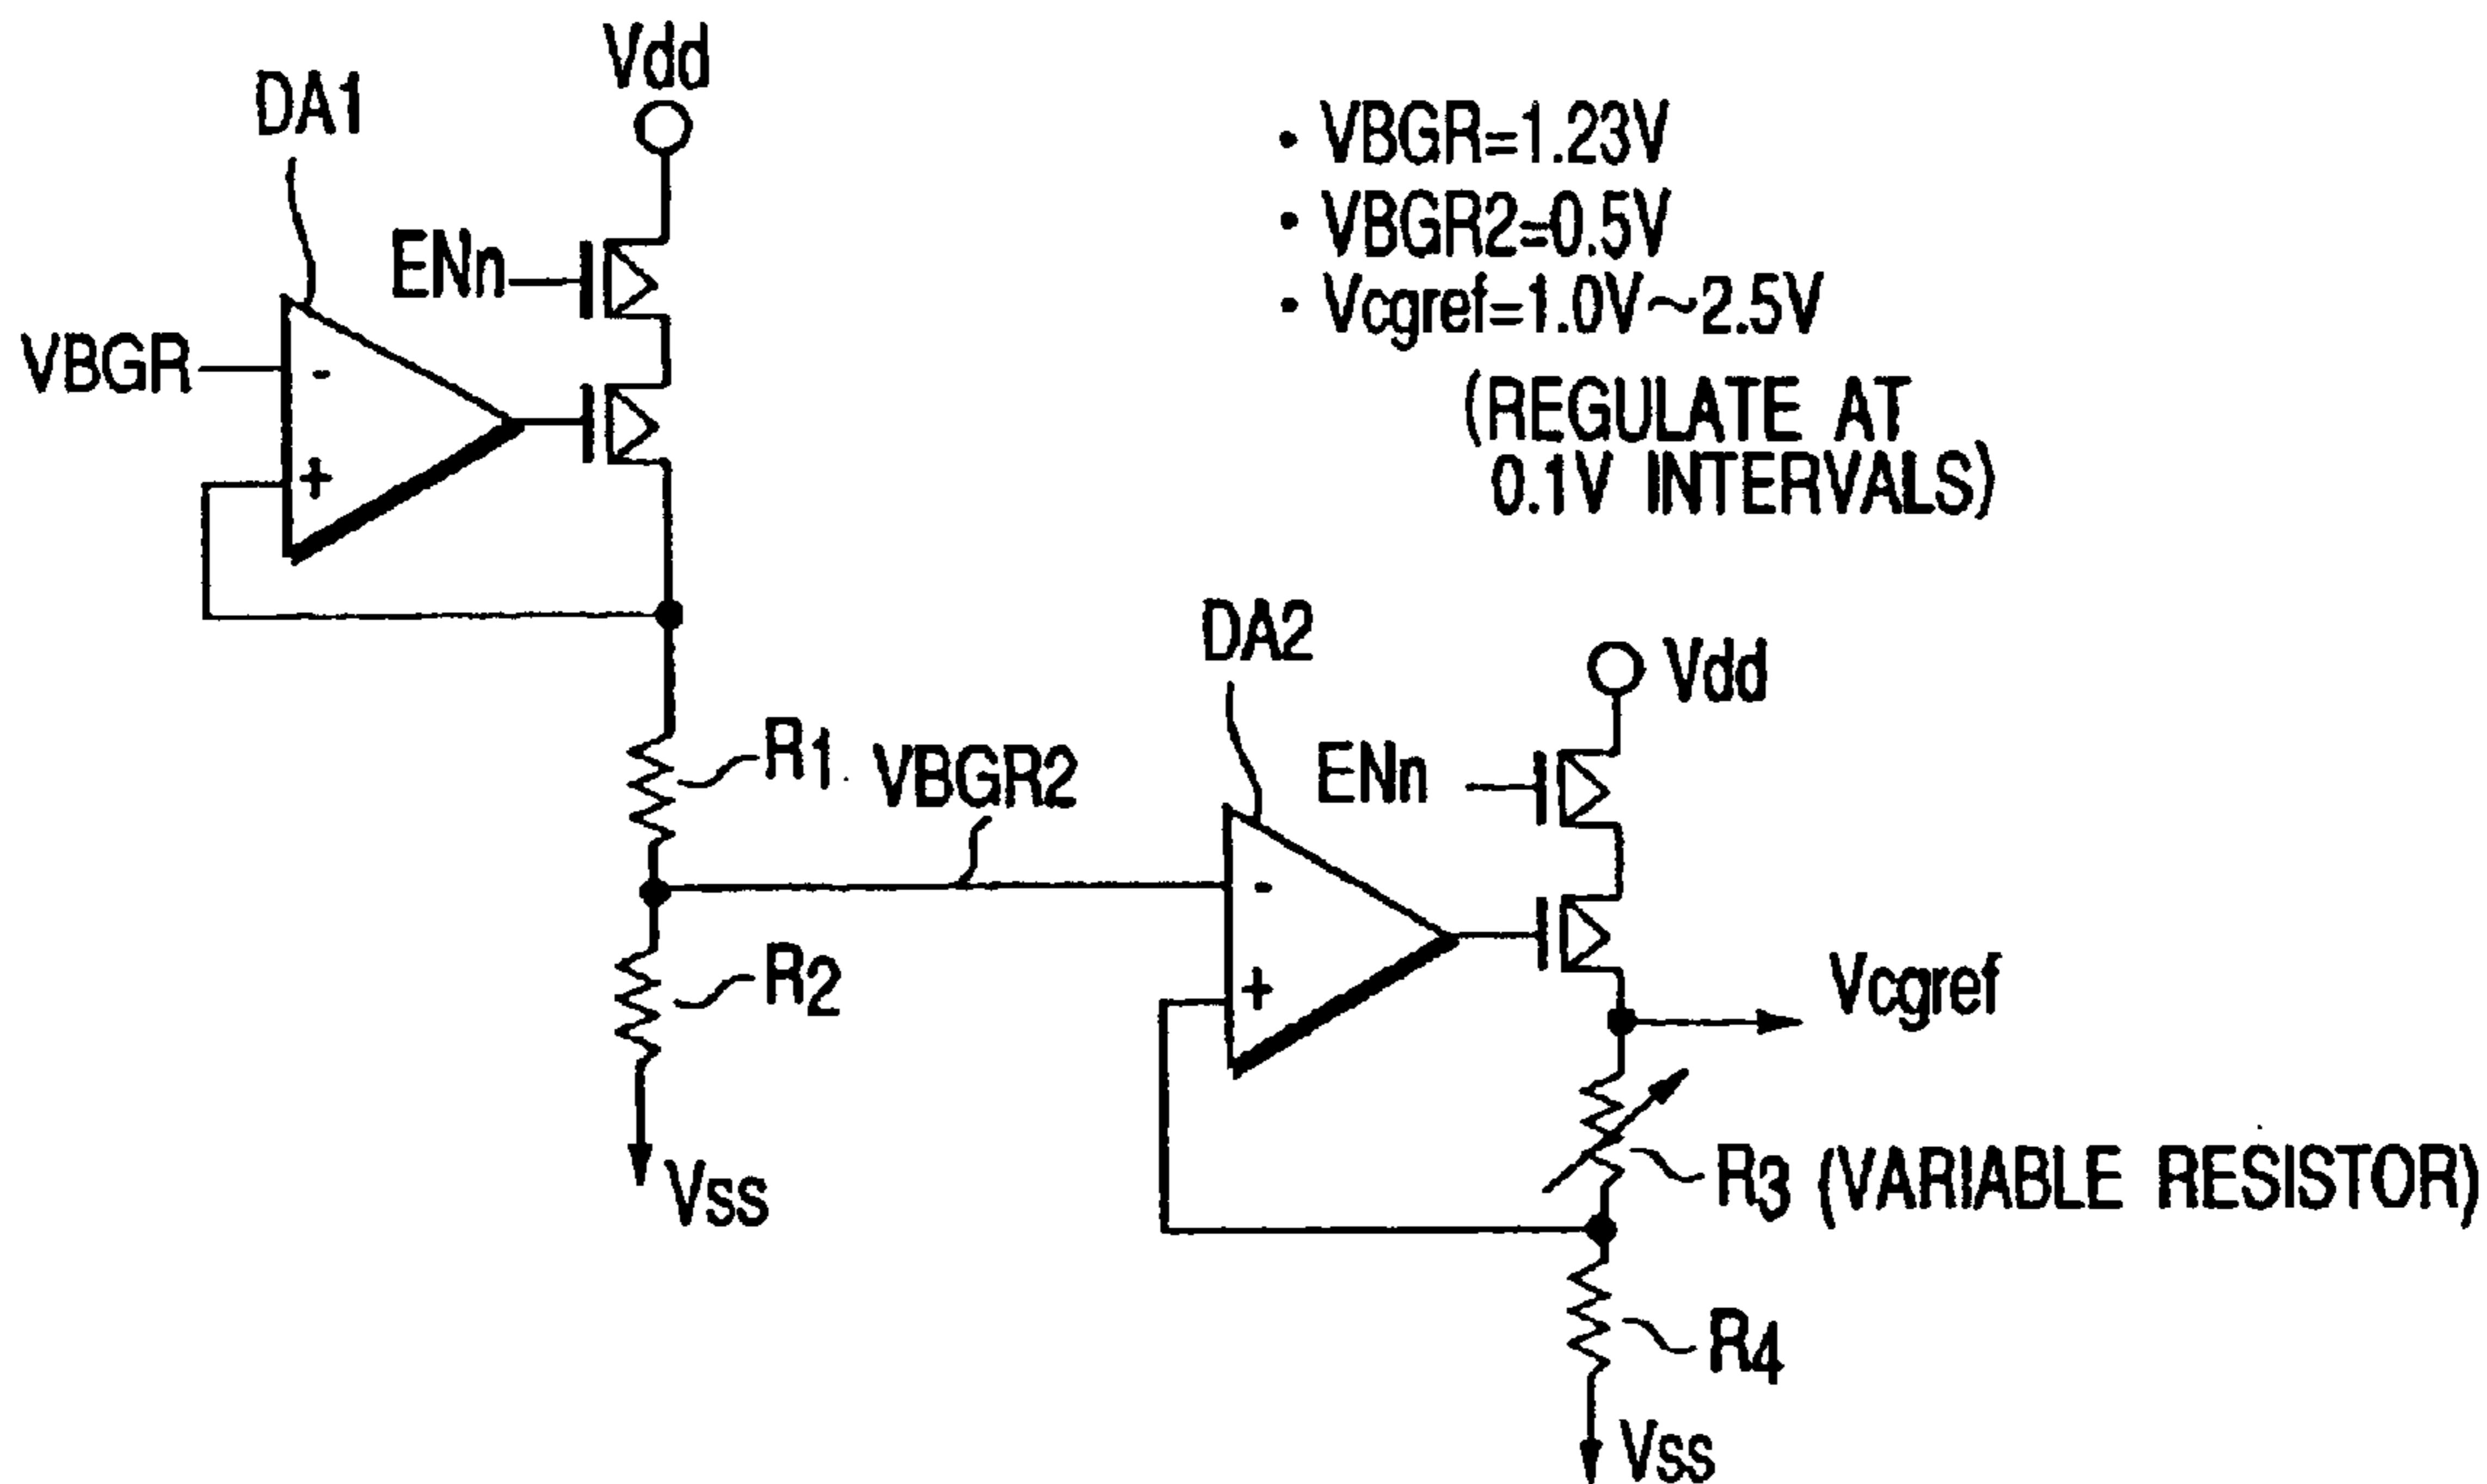 DA1
Vdd
ENn
VBGR
-
+
• VBGR=1.23V
• VBGR2=0.5V
• Vcgref=1.0V~2.5V
(REGULATE AT
0.1V INTERVALS)
R1
VBGR2
R2
Vss
DA2
Vdd
ENn
-
+
Vcgref
R3 (VARIABLE RESISTOR)
R4
Vss